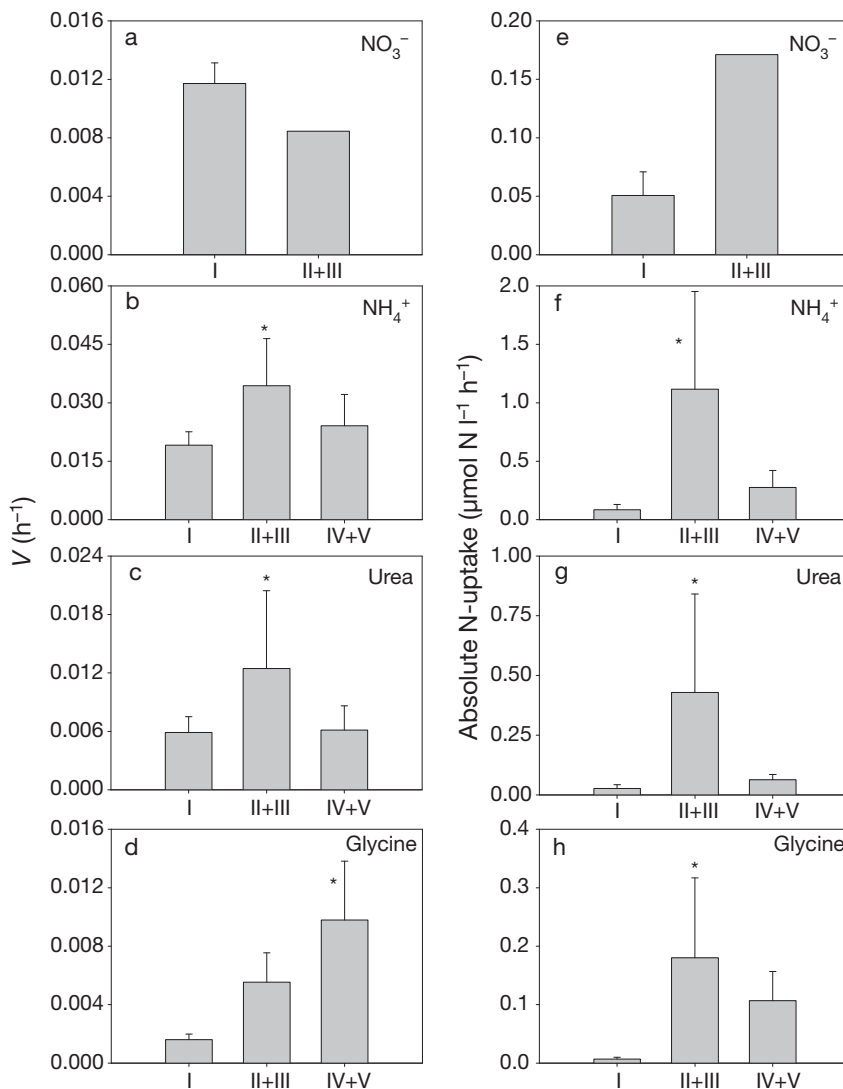 V (h⁻¹)
a
NO₃⁻
0.016
0.012
0.008
0.004
0.000
I II+III
b
NH₄⁺
0.060
*
0.045
0.030
0.015
0.000
I II+III IV+V
c
Urea
0.024
*
0.018
0.012
0.006
0.000
I II+III IV+V
d
Glycine
0.016
*
0.012
0.008
0.004
0.000
I II+III IV+V
Absolute N-uptake (µmol N l⁻¹ h⁻¹)
e
NO₃⁻
0.20
0.15
0.10
0.05
0.00
I II+III
f
NH₄⁺
2.0
*
1.5
1.0
0.5
0.0
I II+III IV+V
g
Urea
1.00
*
0.75
0.50
0.25
0.00
I II+III IV+V
h
Glycine
0.4
*
0.3
0.2
0.1
0.0
I II+III IV+V